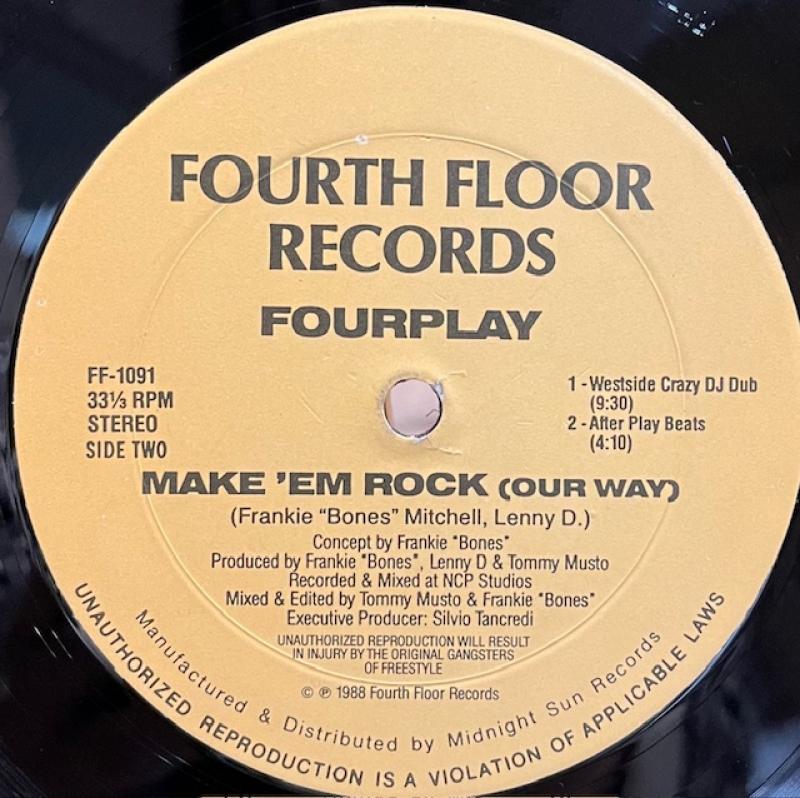 FOURTH FLOOR
RECORDS
FOURPLAY
FF-1091
33⅓ RPM
STEREO
SIDE TWO
1 - Westside Crazy DJ Dub
(9:30)
2 - After Play Beats
(4:10)
MAKE 'EM ROCK (OUR WAY)
(Frankie "Bones" Mitchell, Lenny D.)
Concept by Frankie "Bones"
Produced by Frankie "Bones", Lenny D & Tommy Musto
Recorded & Mixed at NCP Studios
Mixed & Edited by Tommy Musto & Frankie "Bones"
Executive Producer: Silvio Tancredi
UNAUTHORIZED REPRODUCTION WILL RESULT
IN INJURY BY THE ORIGINAL GANGSTERS
OF FREESTYLE
© ℗ 1988 Fourth Floor Records
Manufactured & Distributed by Midnight Sun Records
UNAUTHORIZED REPRODUCTION IS A VIOLATION OF APPLICABLE LAWS